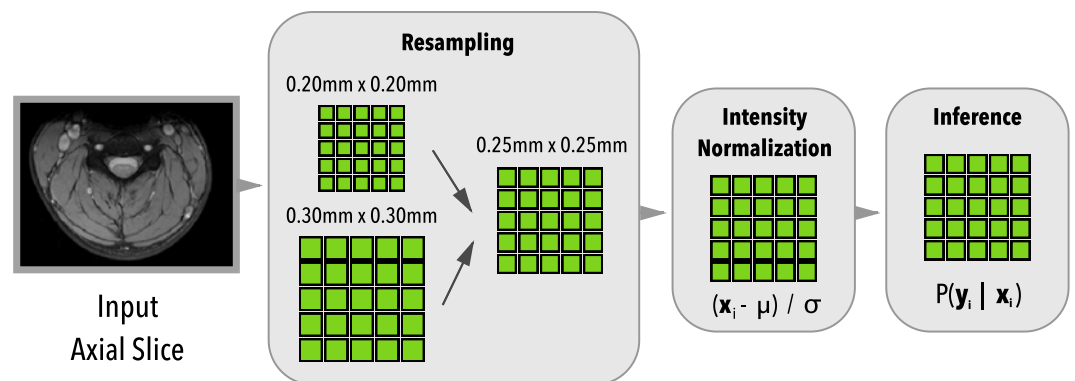 Resampling
0.20mm x 0.20mm
0.25mm x 0.25mm
0.30mm x 0.30mm
Input
Axial Slice
Intensity
Normalization
(xᵢ - μ) / σ
Inference
P(yᵢ | xᵢ)